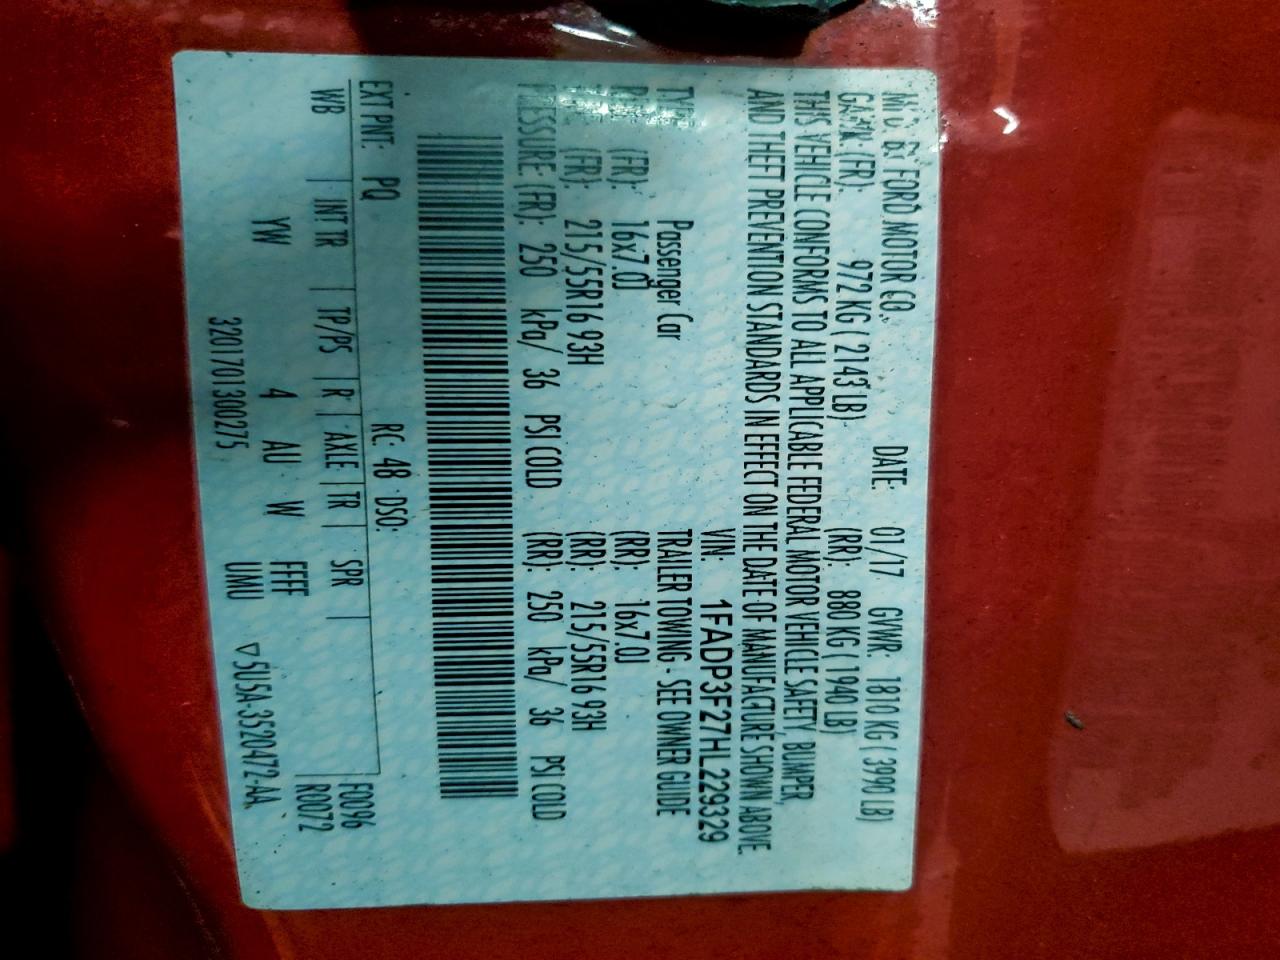 MFD. BY FORD MOTOR CO. DATE: 01/17 GVWR: 1810 KG ( 3990 LB)
GAWR: (FR): 972 KG ( 2143 LB) (RR): 880 KG ( 1940 LB)
THIS VEHICLE CONFORMS TO ALL APPLICABLE FEDERAL MOTOR VEHICLE SAFETY, BUMPER,
AND THEFT PREVENTION STANDARDS IN EFFECT ON THE DATE OF MANUFACTURE SHOWN ABOVE.
VIN: 1FADP3F27HL229329
TYPE: Passenger Car TRAILER TOWING - SEE OWNER GUIDE
(FR): 16x7.0J (RR): 16x7.0J
(FR): 215/55R16 93H (RR): 215/55R16 93H
PRESSURE: (FR): 250 kPa/ 36 PSI COLD (RR): 250 kPa/ 36 PSI COLD
EXT PNT: PQ RC: 48 DSO: F0096
WB INT TR TP/PS R AXLE TR SPR R0072
YW 4 AU W FFFF
3201701300275 UMU ▽5U5A-3520472-AA